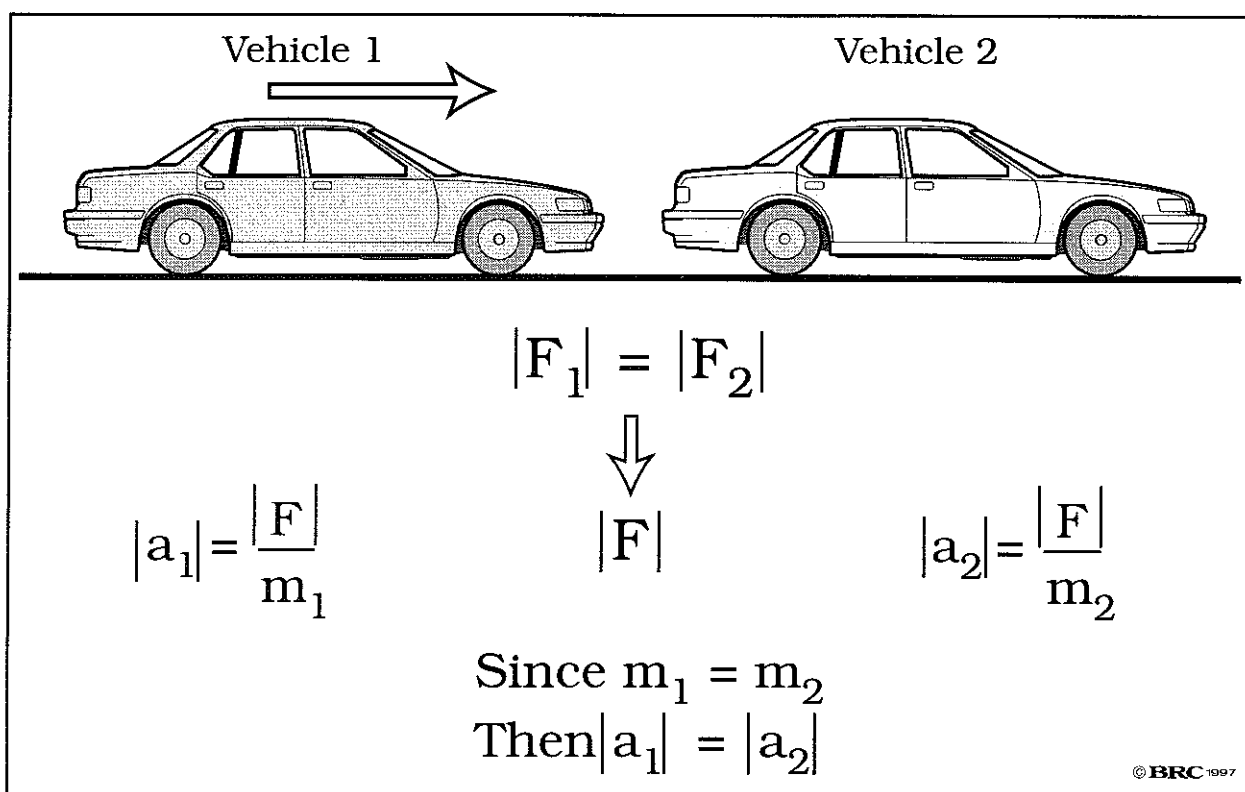 Vehicle 1 Vehicle 2
|F₁| = |F₂|
|a₁| = |F|/m₁ |F| |a₂| = |F|/m₂
Since m₁ = m₂
Then |a₁| = |a₂|
© BRC 1997